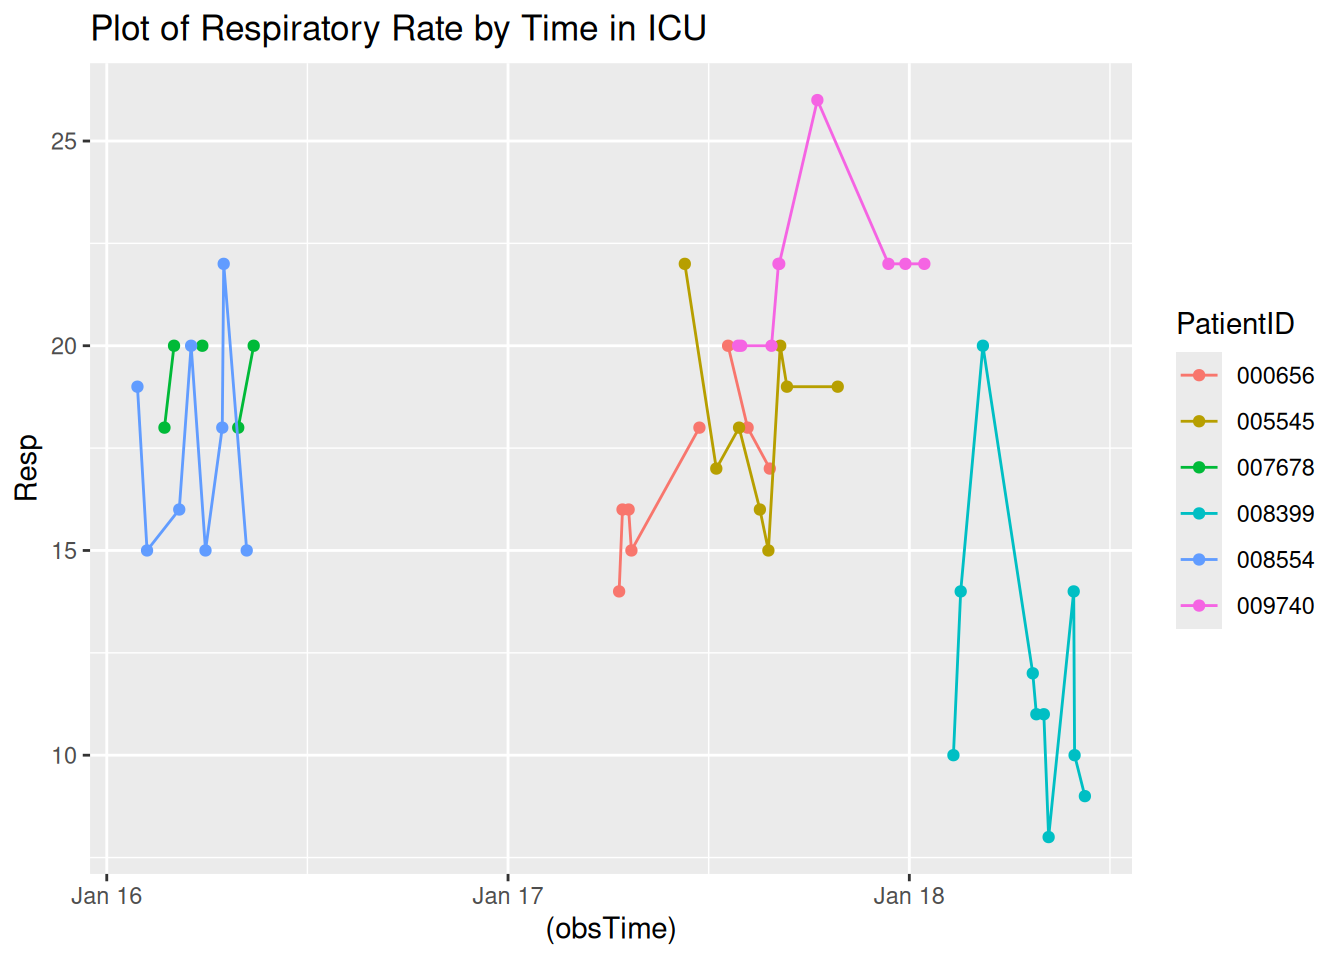 Plot of Respiratory Rate by Time in ICU
25
20
15
10
Resp
Jan 16
Jan 17
Jan 18
(obsTime)
PatientID
000656
005545
007678
008399
008554
009740